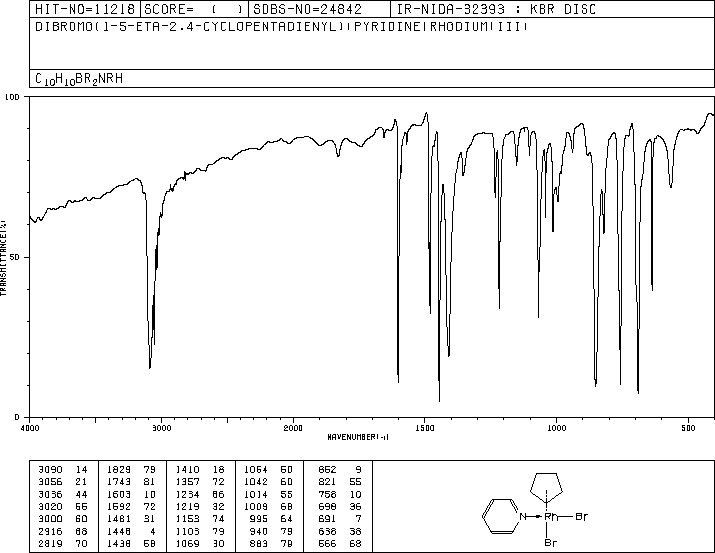 HIT-NO=11218 SCORE= ( ) SDBS-NO=24842 IR-NIDA-32393 : KBR DISC
DIBROMO(1-5-ETA-2,4-CYCLOPENTADIENYL)(PYRIDINE)RHODIUM(III)
C10H10BR2NRH
100
50
0
TRANSMITTANCE(%)
4000 3000 2000 1500 1000 500
WAVENUMBER(-1)
3090 14 1829 79 1410 18 1064 60 852 9
3056 21 1743 81 1357 72 1042 60 821 55
3036 44 1603 10 1234 66 1014 55 758 10
3020 55 1592 72 1219 32 1009 68 698 36
3000 60 1481 31 1153 74 995 64 691 7
2916 68 1448 4 1103 79 940 79 638 38
2819 70 1438 58 1069 30 883 79 566 68
N Rh Br
Br